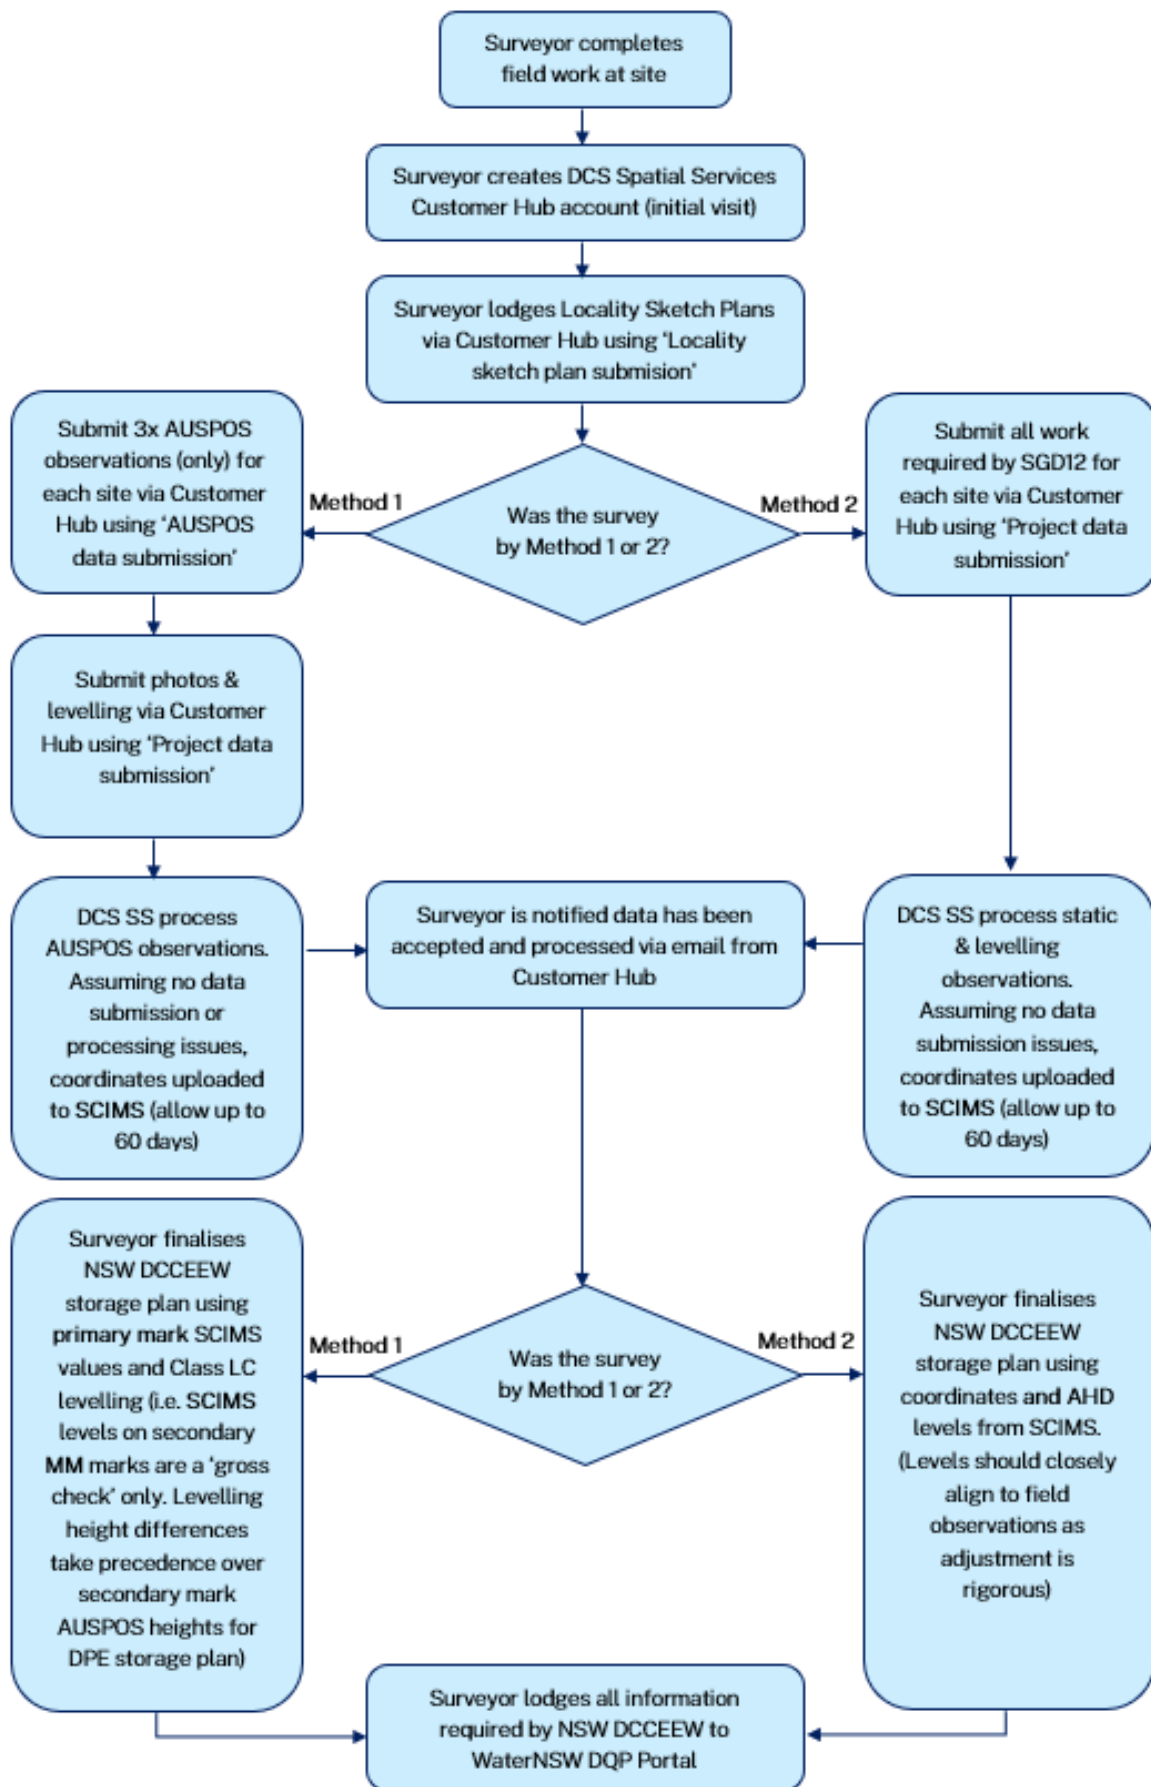 Surveyor completes
field work at site
Surveyor creates DCS Spatial Services
Customer Hub account (initial visit)
Surveyor lodges Locality Sketch Plans
via Customer Hub using ‘Locality
sketch plan submision’
Was the survey
by Method 1 or 2?
Method 1
Submit 3x AUSPOS
observations (only) for
each site via Customer
Hub using ‘AUSPOS
data submission’
Method 2
Submit all work
required by SGD12 for
each site via Customer
Hub using ‘Project data
submission’
Submit photos &
levelling via Customer
Hub using ‘Project data
submission’
DCS SS process
AUSPOS observations.
Assuming no data
submission or
processing issues,
coordinates uploaded
to SCIMS (allow up to
60 days)
Surveyor is notified data has been
accepted and processed via email from
Customer Hub
DCS SS process static
& levelling
observations.
Assuming no data
submission issues,
coordinates uploaded
to SCIMS (allow up to
60 days)
Was the survey
by Method 1 or 2?
Method 1
Surveyor finalises
NSW DCCEEW
storage plan using
primary mark SCIMS
values and Class LC
levelling (i.e. SCIMS
levels on secondary
MM marks are a ‘gross
check’ only. Levelling
height differences
take precedence over
secondary mark
AUSPOS heights for
DPE storage plan)
Method 2
Surveyor finalises
NSW DCCEEW
storage plan using
coordinates and AHD
levels from SCIMS.
(Levels should closely
align to field
observations as
adjustment is
rigorous)
Surveyor lodges all information
required by NSW DCCEEW to
WaterNSW DQP Portal